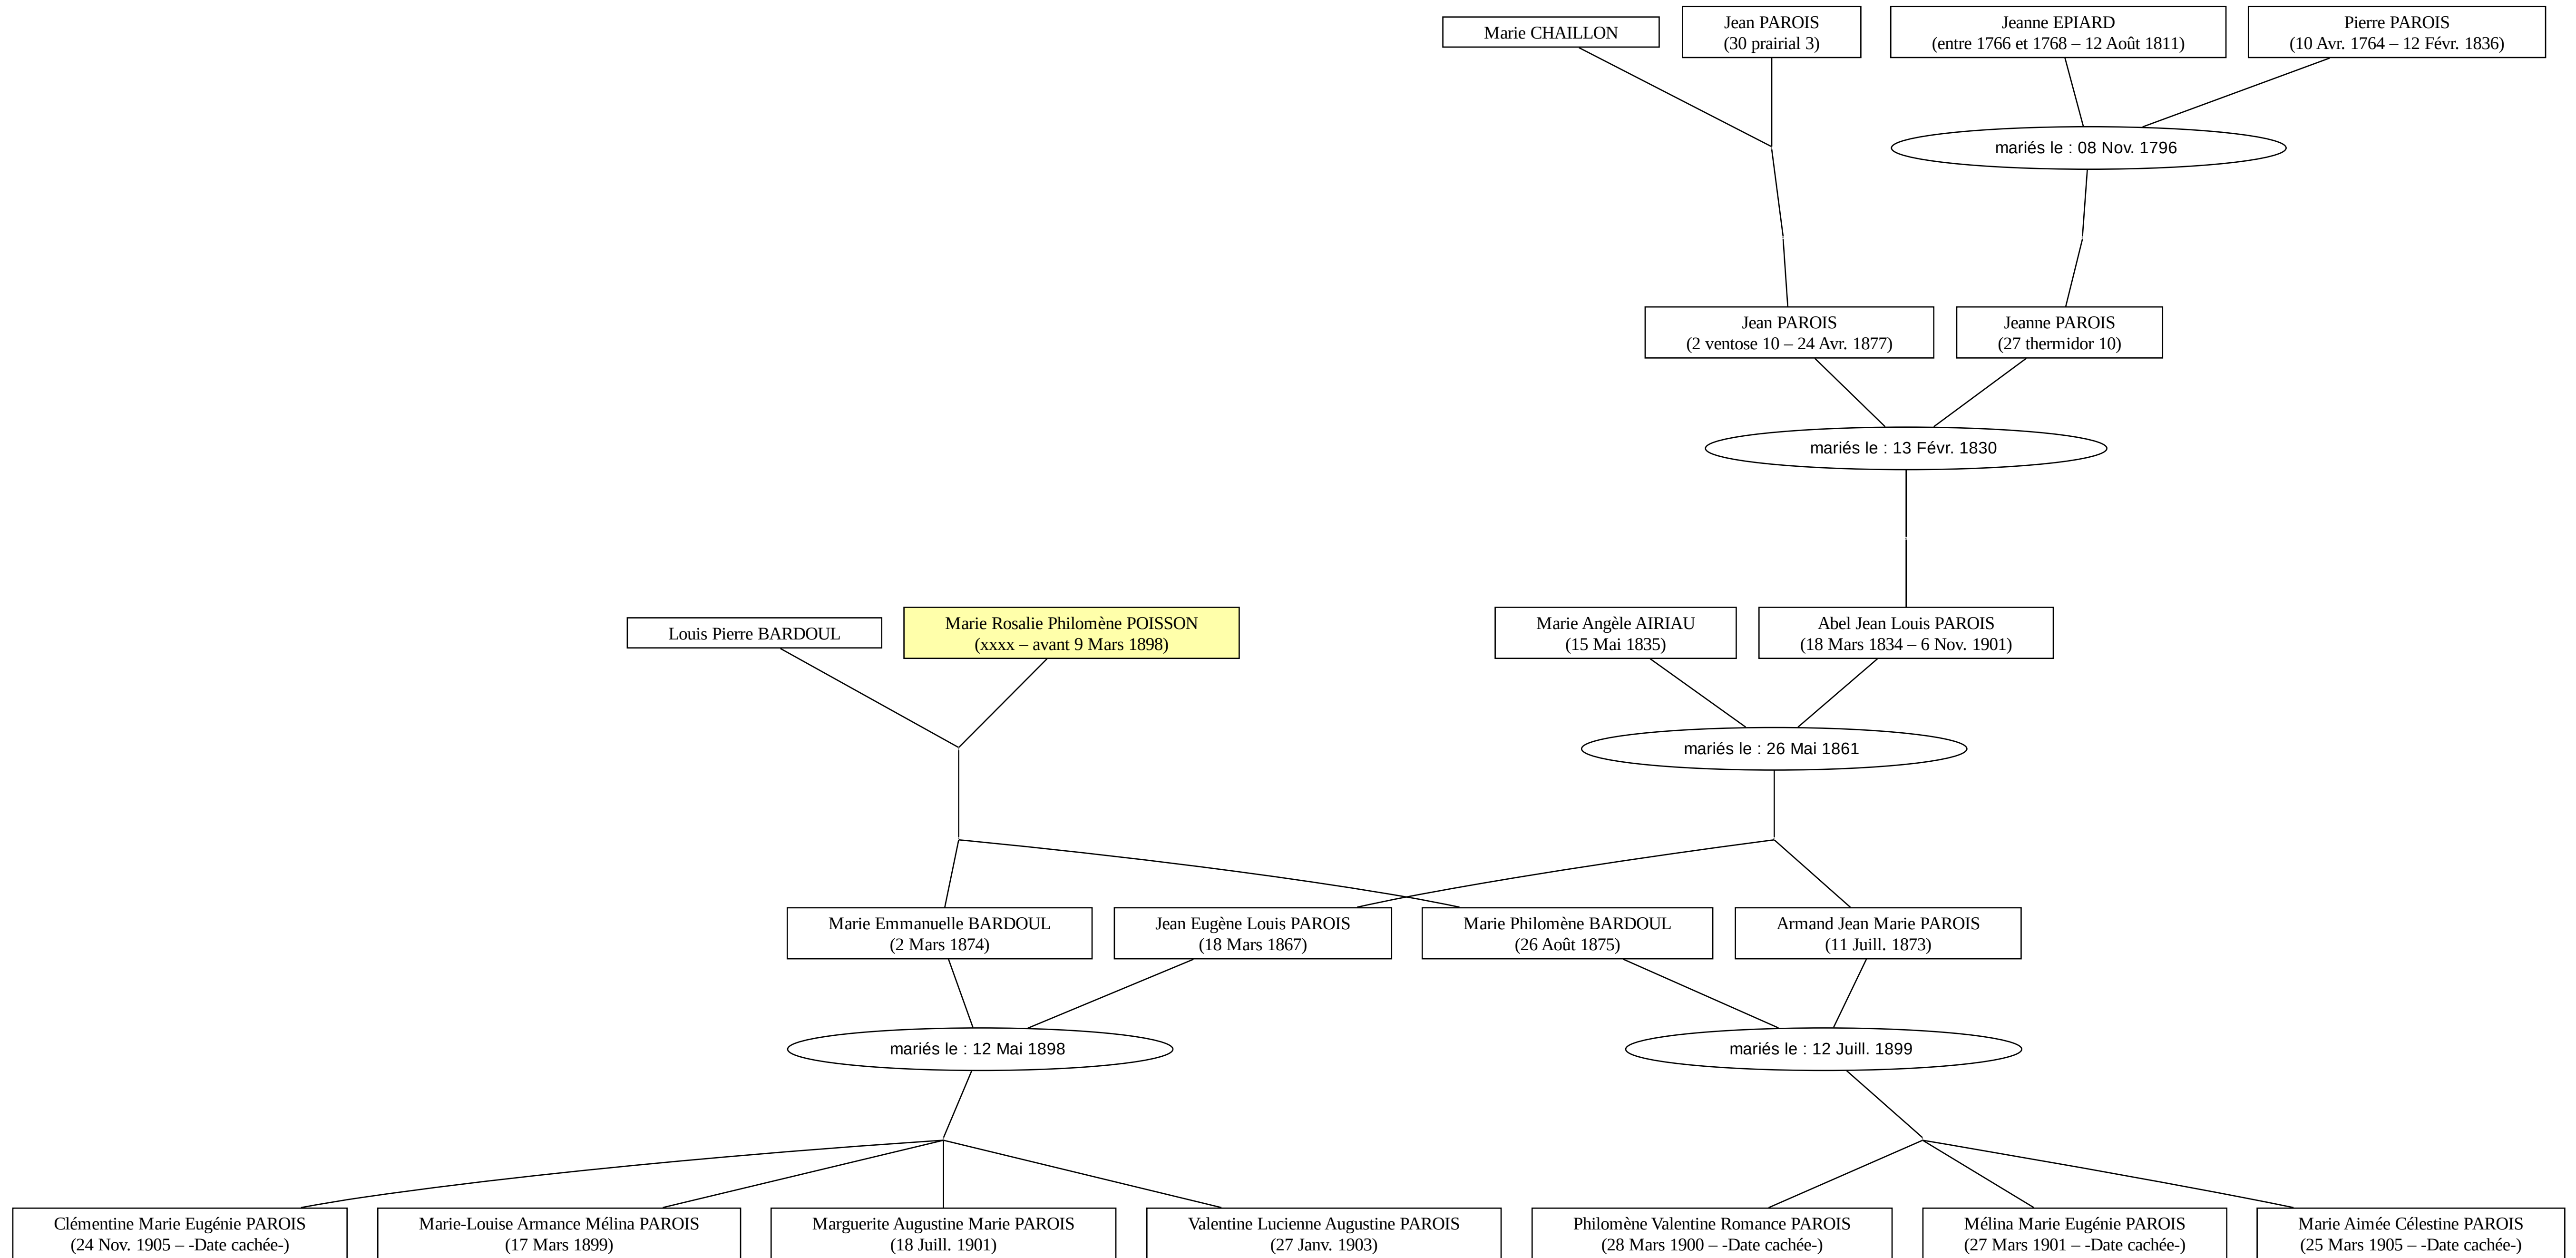 Marie CHAILLON
Jean PAROIS
(30 prairial 3)
Jeanne EPIARD
(entre 1766 et 1768 – 12 Août 1811)
Pierre PAROIS
(10 Avr. 1764 – 12 Févr. 1836)
mariés le : 08 Nov. 1796
Jean PAROIS
(2 ventose 10 – 24 Avr. 1877)
Jeanne PAROIS
(27 thermidor 10)
mariés le : 13 Févr. 1830
Louis Pierre BARDOUL
Marie Rosalie Philomène POISSON
(xxxx – avant 9 Mars 1898)
Marie Angèle AIRIAU
(15 Mai 1835)
Abel Jean Louis PAROIS
(18 Mars 1834 – 6 Nov. 1901)
mariés le : 26 Mai 1861
Marie Emmanuelle BARDOUL
(2 Mars 1874)
Jean Eugène Louis PAROIS
(18 Mars 1867)
Marie Philomène BARDOUL
(26 Août 1875)
Armand Jean Marie PAROIS
(11 Juill. 1873)
mariés le : 12 Mai 1898
mariés le : 12 Juill. 1899
Clémentine Marie Eugénie PAROIS
(24 Nov. 1905 – -Date cachée-)
Marie-Louise Armance Mélina PAROIS
(17 Mars 1899)
Marguerite Augustine Marie PAROIS
(18 Juill. 1901)
Valentine Lucienne Augustine PAROIS
(27 Janv. 1903)
Philomène Valentine Romance PAROIS
(28 Mars 1900 – -Date cachée-)
Mélina Marie Eugénie PAROIS
(27 Mars 1901 – -Date cachée-)
Marie Aimée Célestine PAROIS
(25 Mars 1905 – -Date cachée-)